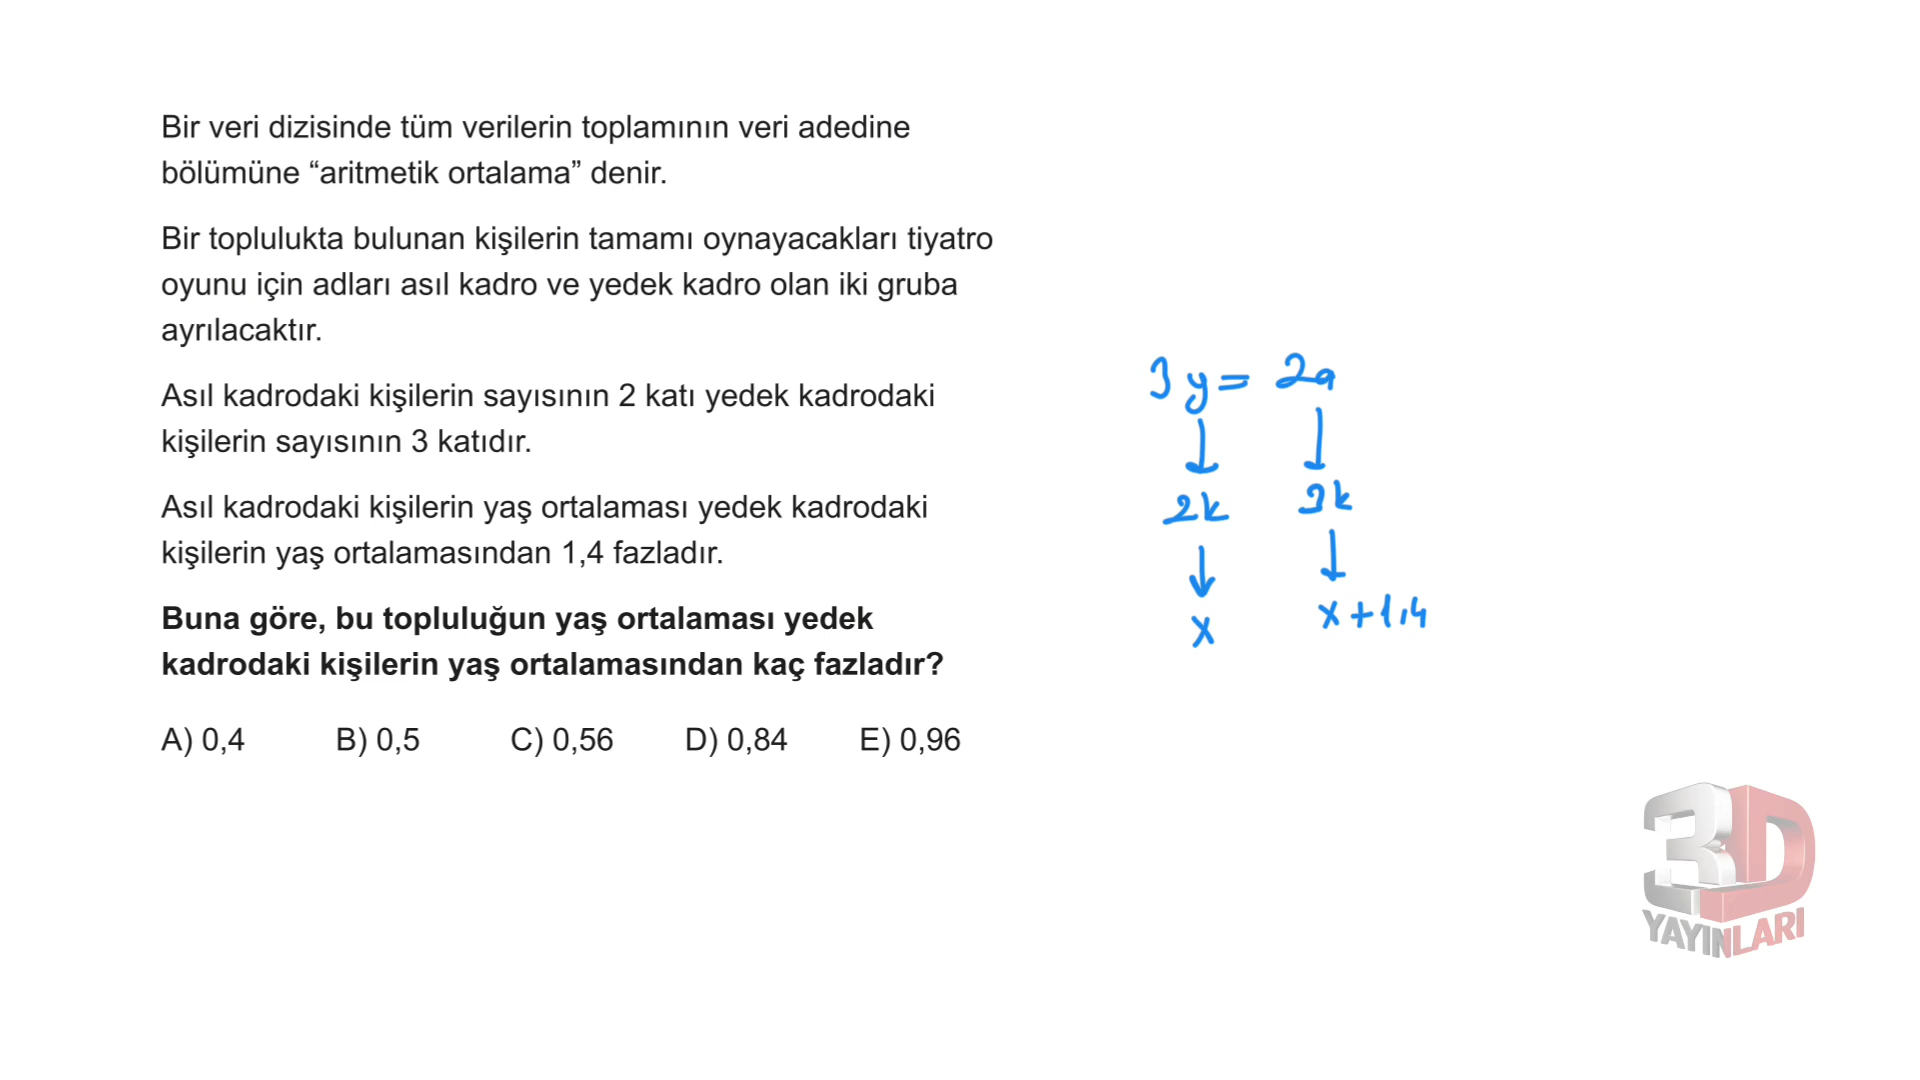 Bir veri dizisinde tüm verilerin toplamının veri adedine
bölümüne “aritmetik ortalama” denir.
Bir toplulukta bulunan kişilerin tamamı oynayacakları tiyatro
oyunu için adları asıl kadro ve yedek kadro olan iki gruba
ayrılacaktır.
Asıl kadrodaki kişilerin sayısının 2 katı yedek kadrodaki
kişilerin sayısının 3 katıdır.
Asıl kadrodaki kişilerin yaş ortalaması yedek kadrodaki
kişilerin yaş ortalamasından 1,4 fazladır.
Buna göre, bu topluluğun yaş ortalaması yedek
kadrodaki kişilerin yaş ortalamasından kaç fazladır?
A) 0,4 B) 0,5 C) 0,56 D) 0,84 E) 0,96
3y = 2a
2k 3k
x x+1,4
3D
YAYINLARI